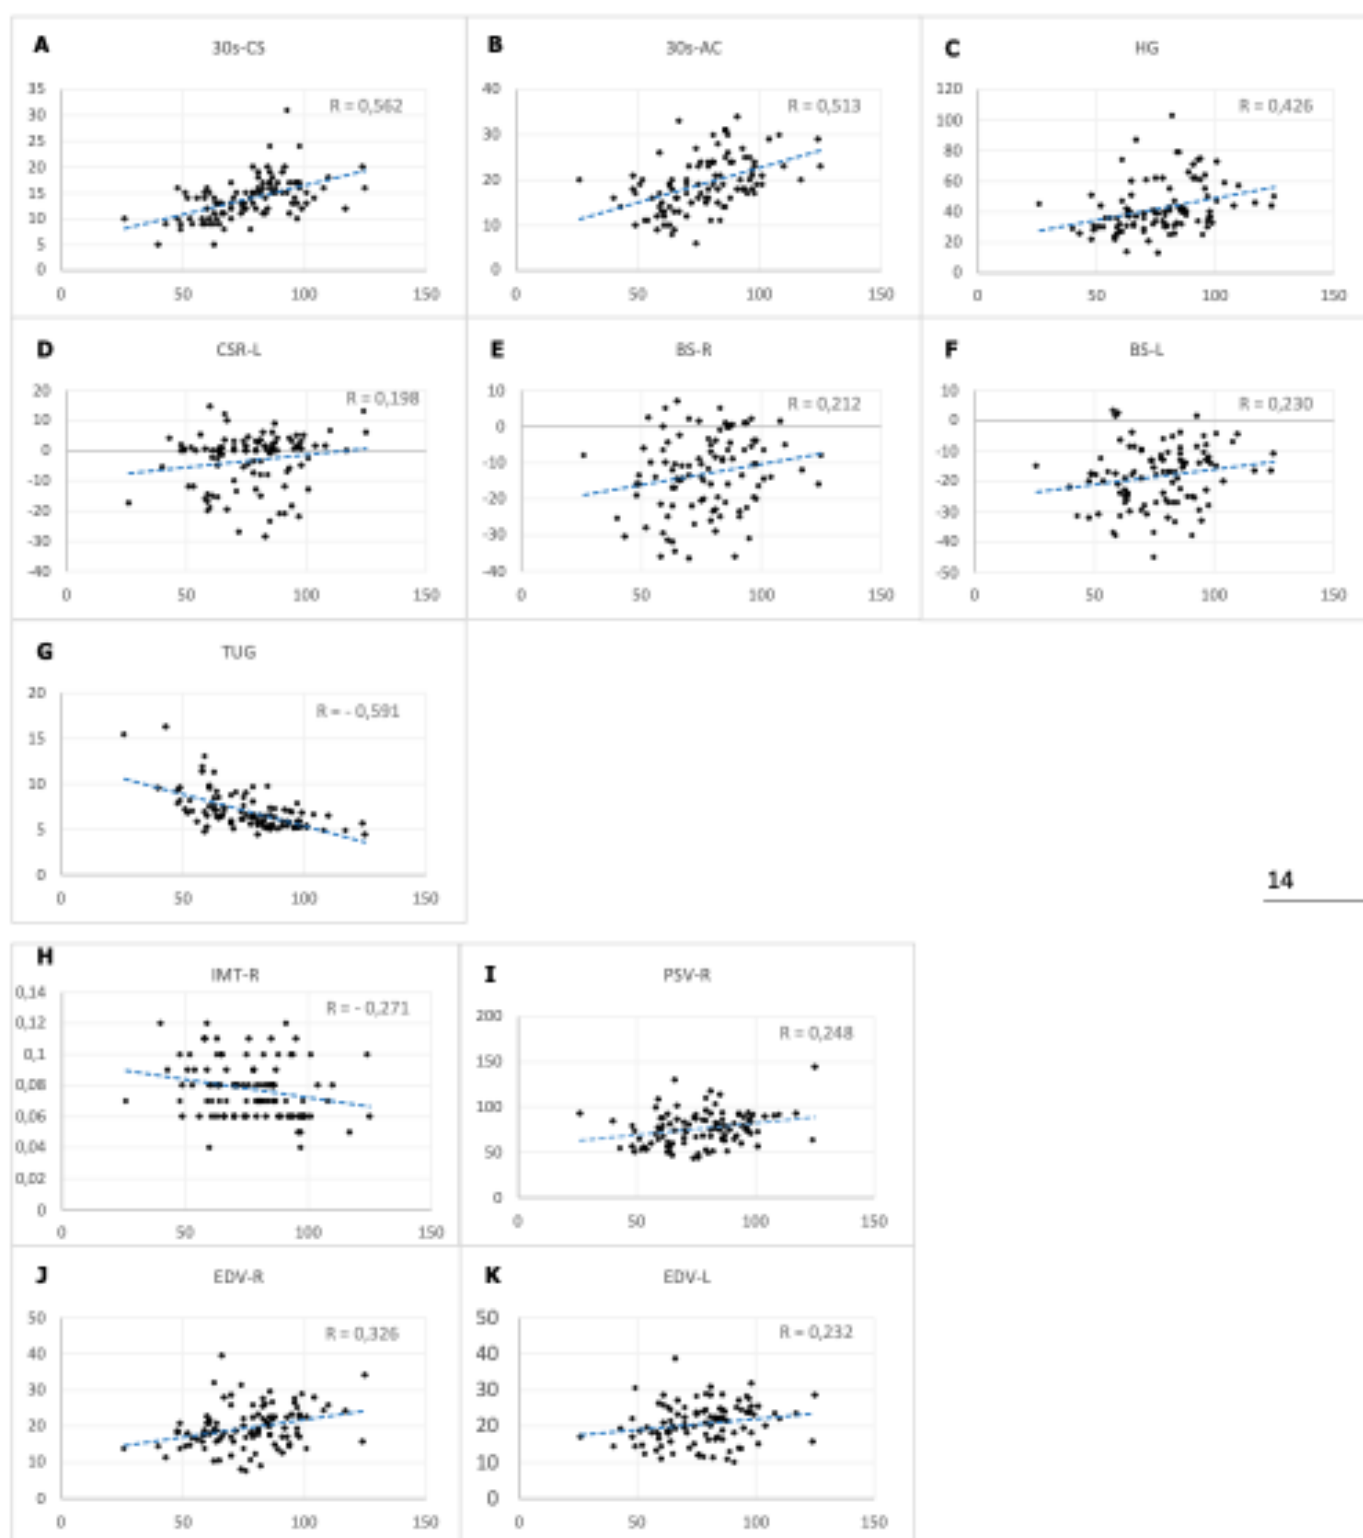 A
30s-CS
R = 0,562
35
30
25
20
15
10
5
0
0 50 100 150
B
30s-AC
R = 0,513
40
30
20
10
0
0 50 100 150
C
HG
R = 0,426
120
100
80
60
40
20
0
0 50 100 150
D
CSR-L
R = 0,198
20
10
0
-10
-20
-30
-40
0 50 100 150
E
BS-R
R = 0,212
10
0
-10
-20
-30
-40
0 50 100 150
F
BS-L
R = 0,230
10
0
-10
-20
-30
-40
-50
0 50 100 150
G
TUG
R = - 0,591
20
15
10
5
0
0 50 100 150
14
H
IMT-R
R = - 0,271
0,14
0,12
0,1
0,08
0,06
0,04
0,02
0
0 50 100 150
I
PSV-R
R = 0,248
200
150
100
50
0
0 50 100 150
J
EDV-R
R = 0,326
50
40
30
20
10
0
0 50 100 150
K
EDV-L
R = 0,232
50
40
30
20
10
0
0 50 100 150